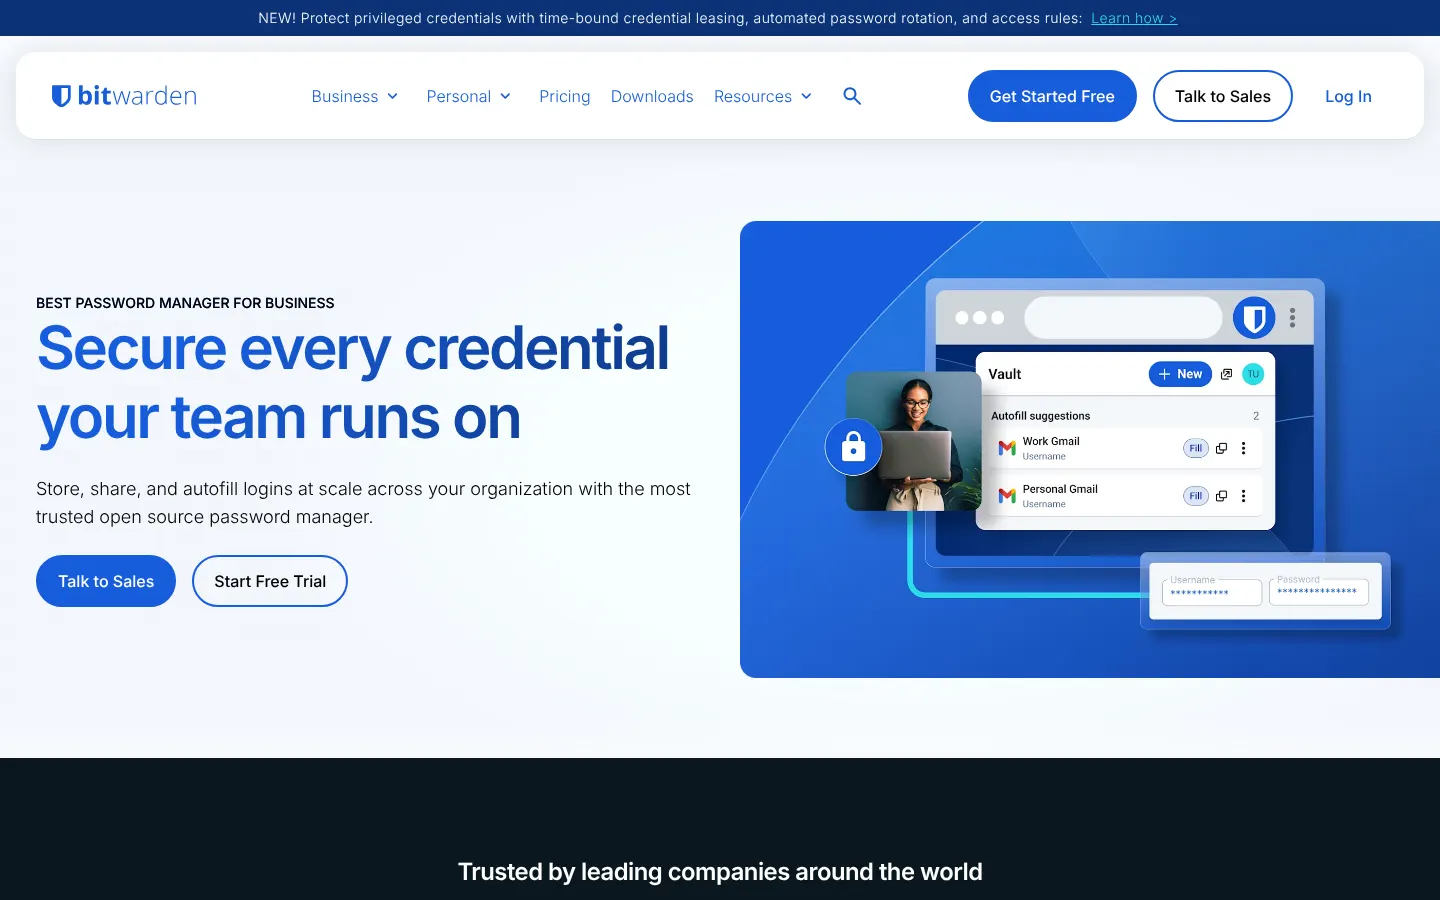 NEW! Protect privileged credentials with time-bound credential leasing, automated password rotation, and access rules: Learn how >
bitwarden
Business
Personal
Pricing
Downloads
Resources
Get Started Free
Talk to Sales
Log In
BEST PASSWORD MANAGER FOR BUSINESS
Secure every credential
your team runs on
Store, share, and autofill logins at scale across your organization with the most
trusted open source password manager.
Talk to Sales
Start Free Trial
Vault
+ New
TU
Autofill suggestions
2
Work Gmail
Username
Fill
Personal Gmail
Username
Fill
Username
***********
Password
***************
Trusted by leading companies around the world